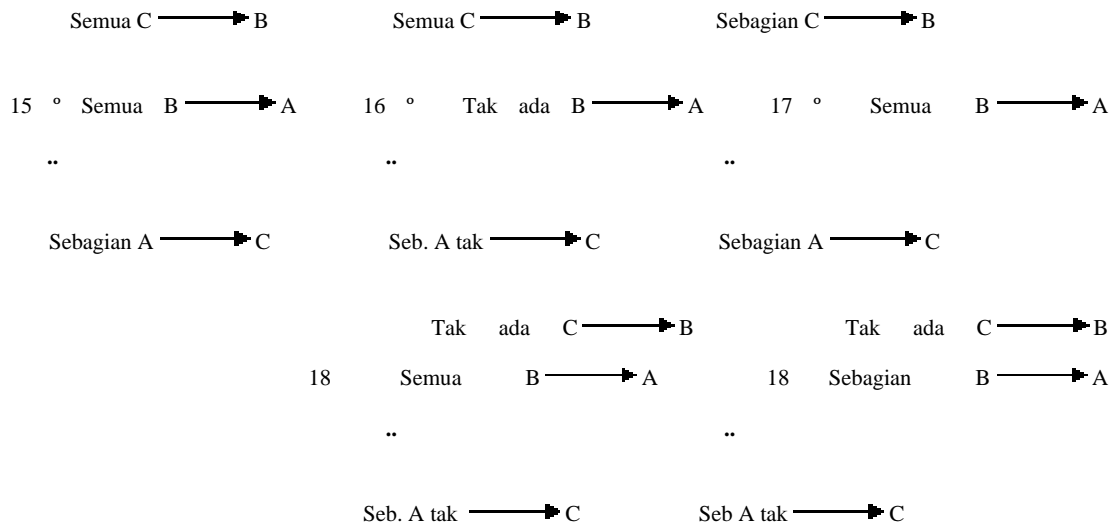 Semua C B Semua C B Sebagian C B
15 º Semua B A 16 º Tak ada B A 17 º Semua B A
.. .. ..
Sebagian A C Seb. A tak C Sebagian A C
Tak ada C B Tak ada C B
18 Semua B A 18 Sebagian B A
.. ..
Seb. A tak C Seb A tak C